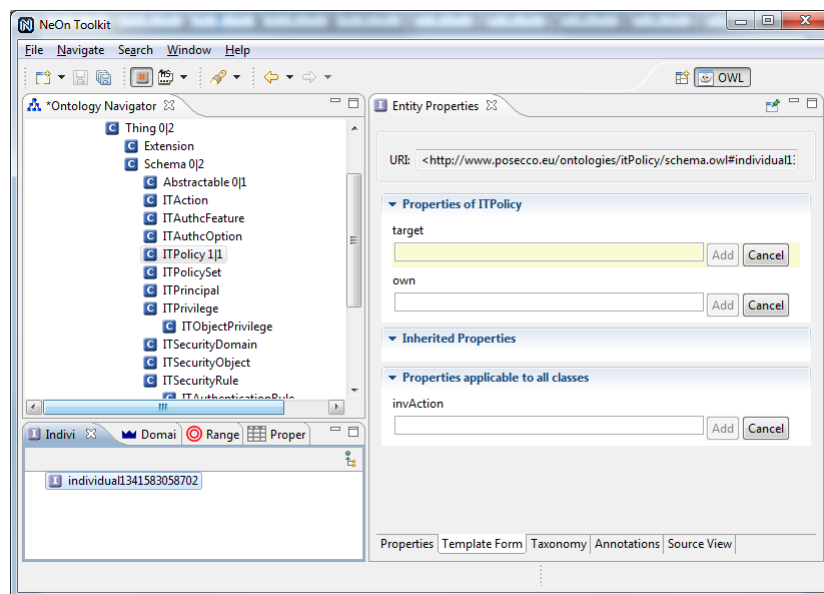 NeOn Toolkit
File Navigate Search Window Help
OWL
*Ontology Navigator
Thing 0|2
Extension
Schema 0|2
Abstractable 0|1
ITAction
ITAuthcFeature
ITAuthcOption
ITPolicy 1|1
ITPolicySet
ITPrincipal
ITPrivilege
ITObjectPrivilege
ITSecurityDomain
ITSecurityObject
ITSecurityRule
ITAuthenticationRule
Indivi Domai Range Proper
individual1341583058702
Entity Properties
URI: <http://www.posecco.eu/ontologies/itPolicy/schema.owl#individual1
Properties of ITPolicy
target
Add Cancel
own
Add Cancel
Inherited Properties
Properties applicable to all classes
invAction
Add Cancel
Properties Template Form Taxonomy Annotations Source View